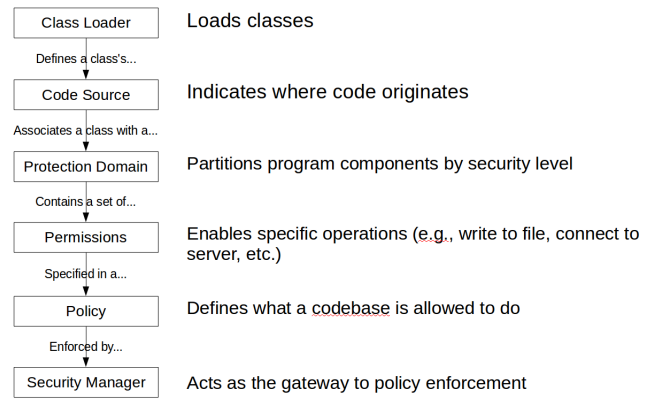 Class Loader
Loads classes
Defines a class's...
Code Source
Indicates where code originates
Associates a class with a...
Protection Domain
Partitions program components by security level
Contains a set of...
Permissions
Enables specific operations (e.g., write to file, connect to
server, etc.)
Specified in a...
Policy
Defines what a codebase is allowed to do
Enforced by...
Security Manager
Acts as the gateway to policy enforcement